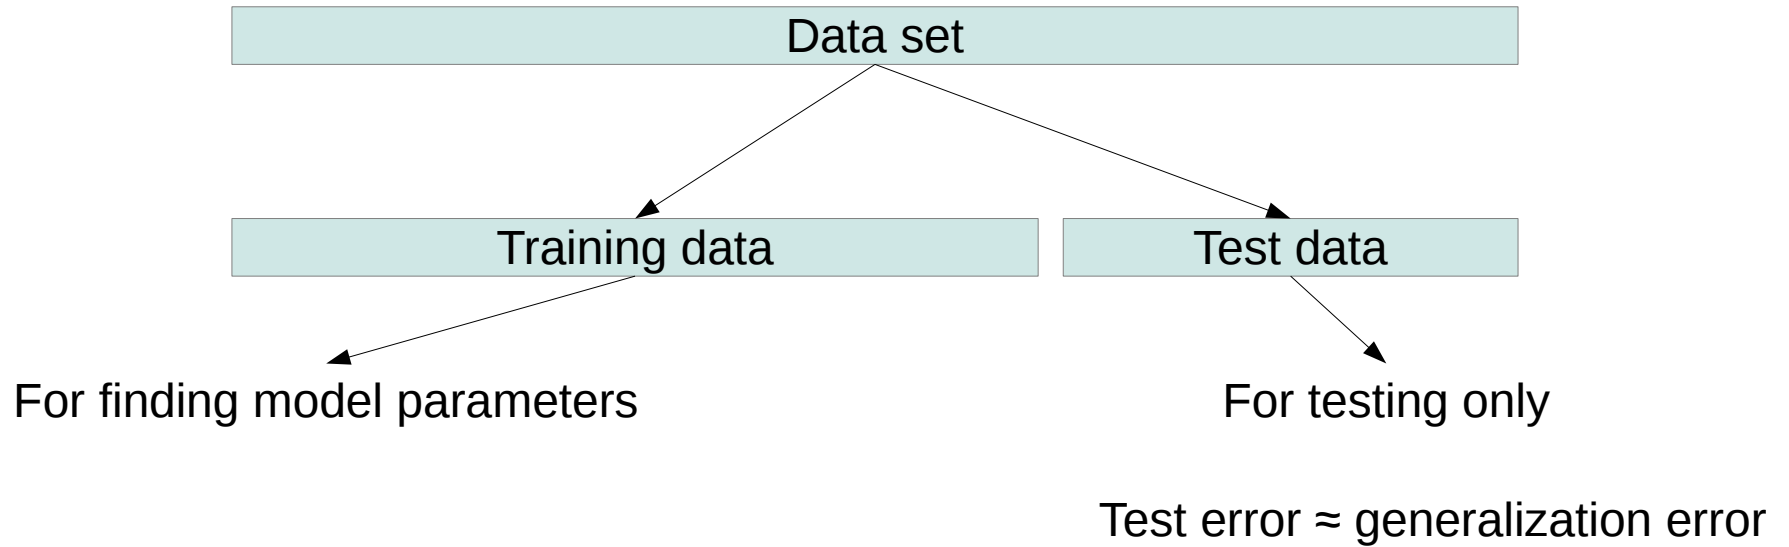 Data set
Training data
Test data
For finding model parameters
For testing only
Test error ≈ generalization error